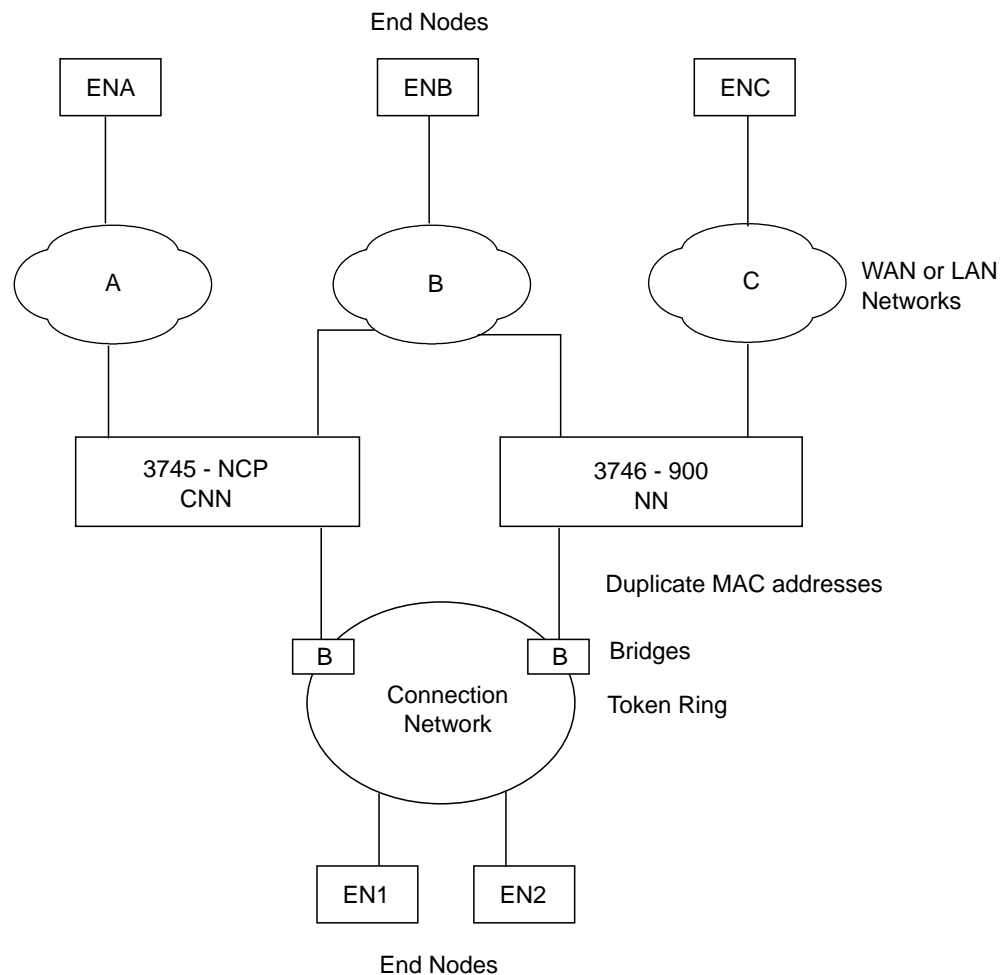 End Nodes
ENA
ENB
ENC
A
B
C
WAN or LAN
Networks
3745 - NCP
CNN
3746 - 900
NN
Duplicate MAC addresses
B
B
Bridges
Connection
Network
Token Ring
EN1
EN2
End Nodes